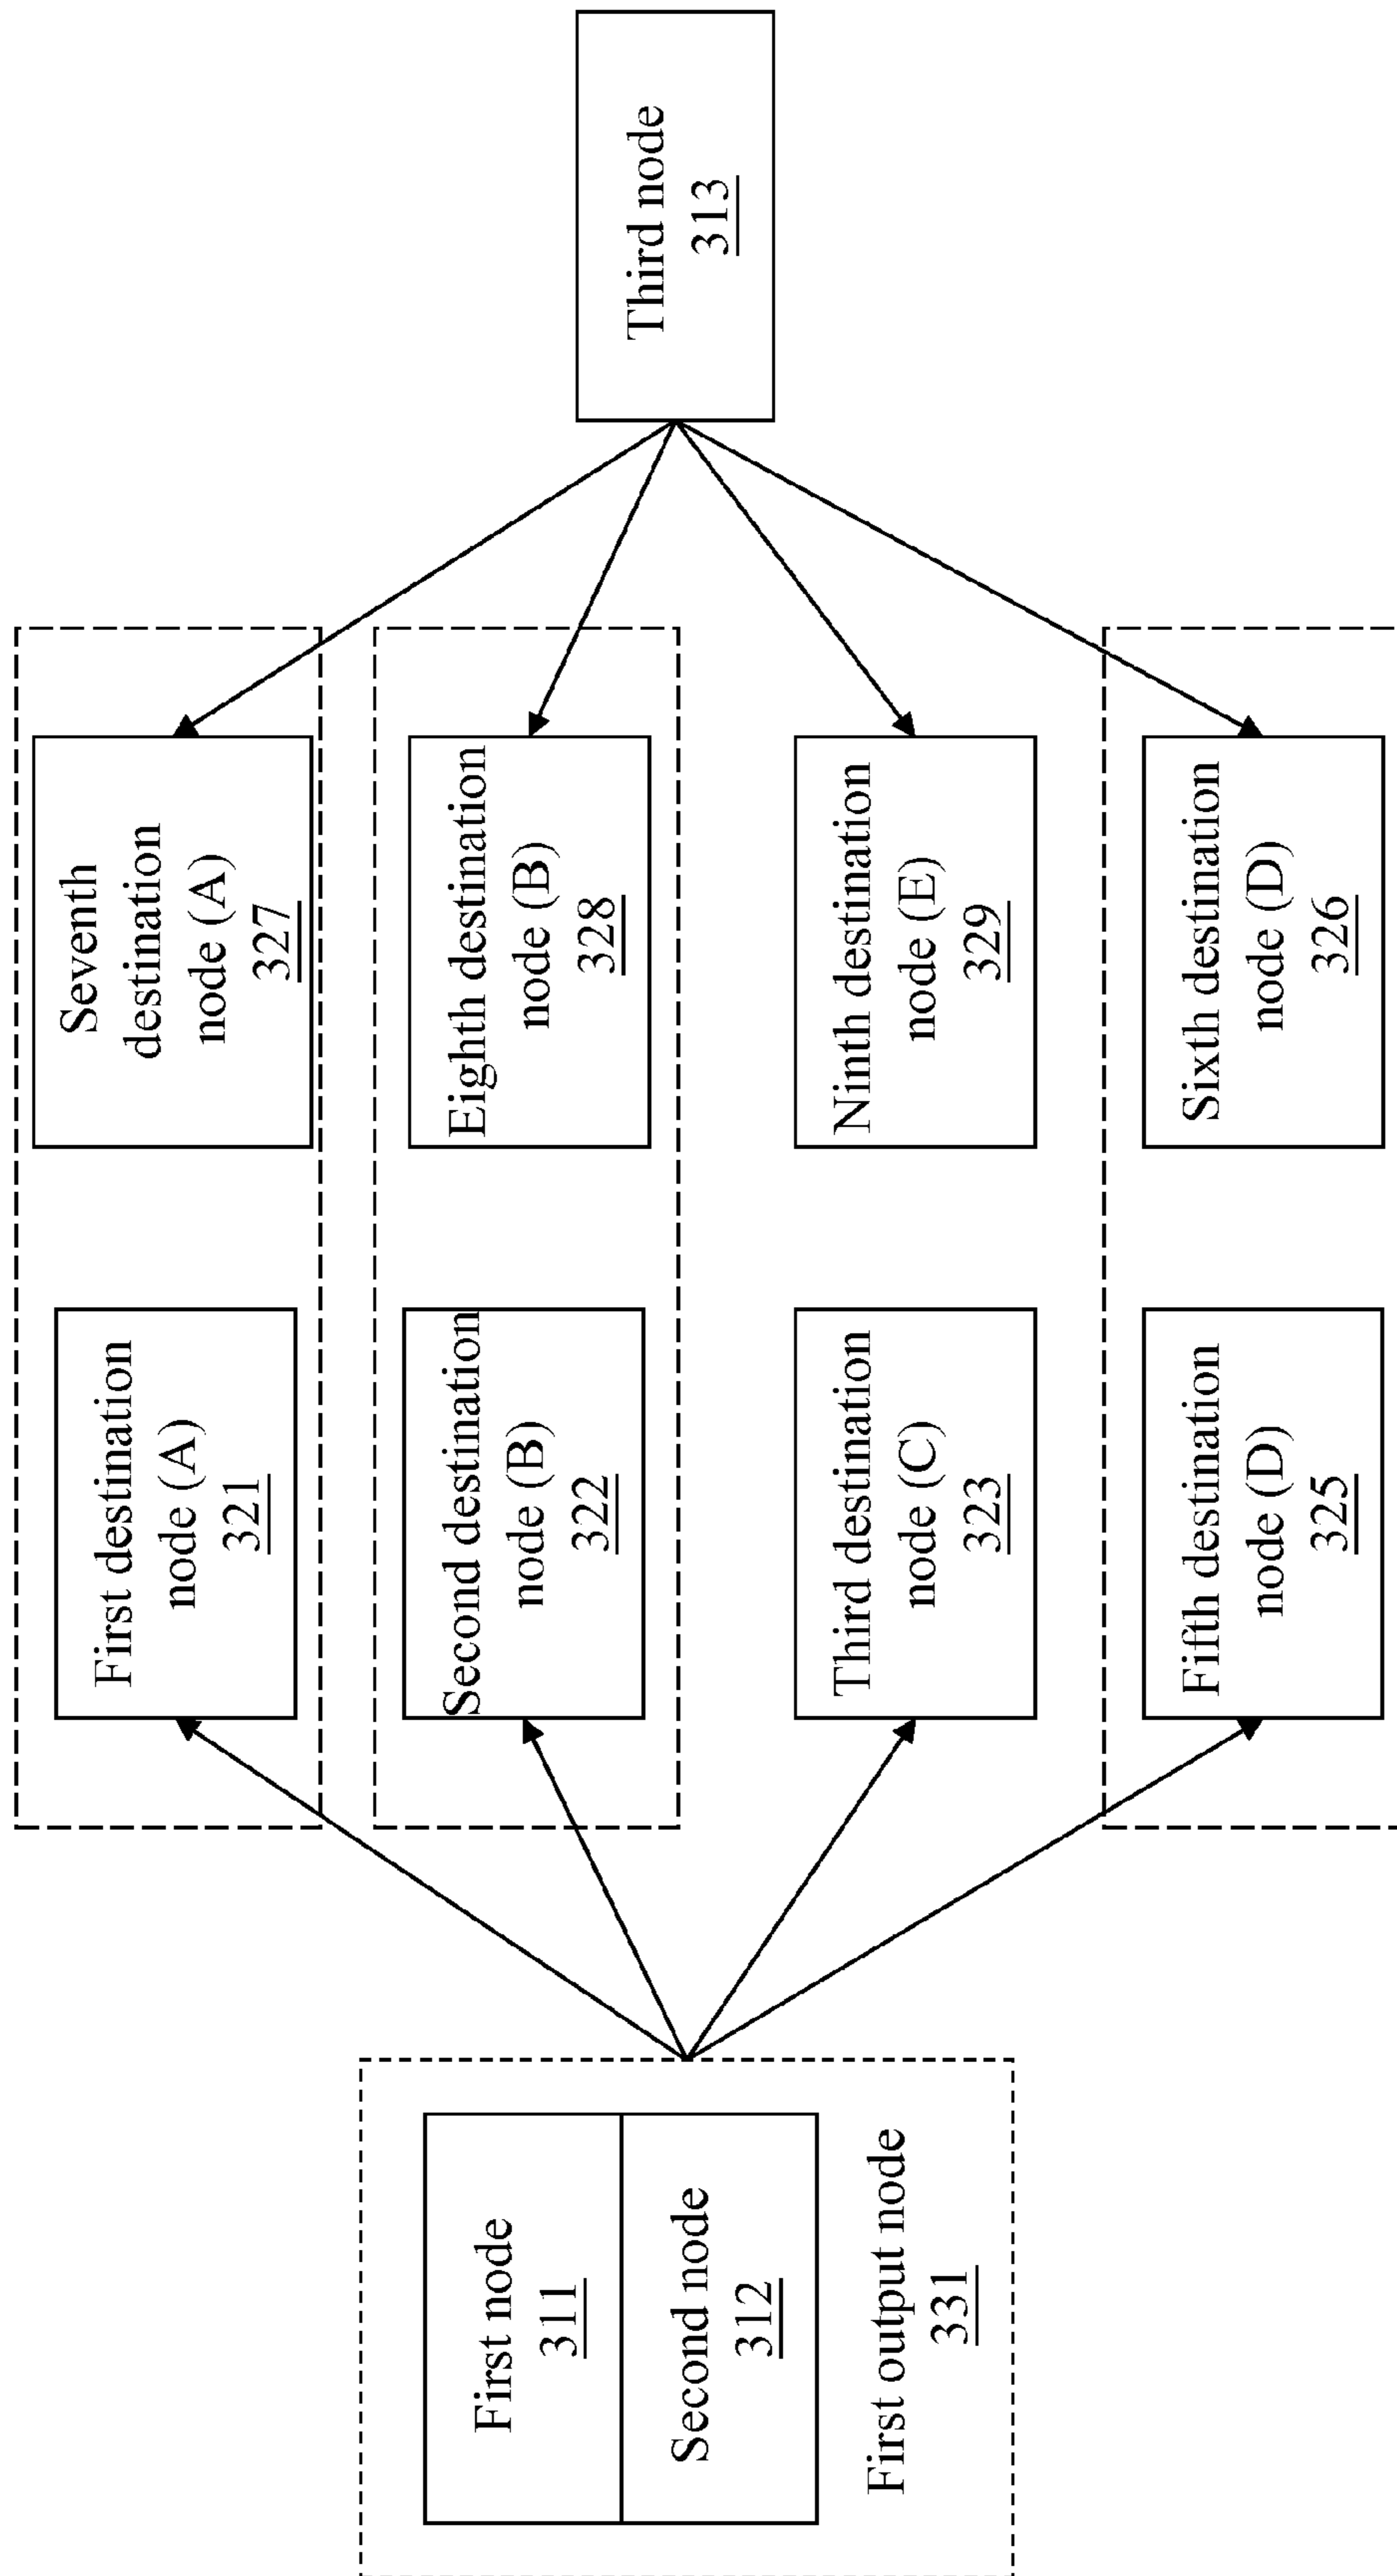 First node
311
Second node
312
First output node
331
First destination
node (A)
321
Second destination
node (B)
322
Third destination
node (C)
323
Fifth destination
node (D)
325
Seventh
destination
node (A)
327
Eighth destination
node (B)
328
Ninth destination
node (E)
329
Sixth destination
node (D)
326
Third node
313